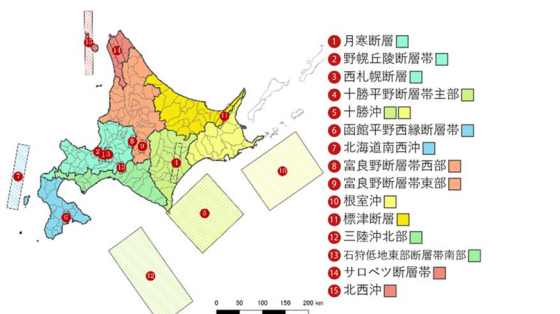 1 月寒断層
2 野幌丘陵断層帯
3 西札幌断層
4 十勝平野断層帯主部
5 十勝沖
6 函館平野西縁断層帯
7 北海道南西沖
8 富良野断層帯西部
9 富良野断層帯東部
10 根室沖
11 標津断層
12 三陸沖北部
13 石狩低地東部断層帯南部
14 サロベツ断層帯
15 北西沖
0 50 100 150 200 km